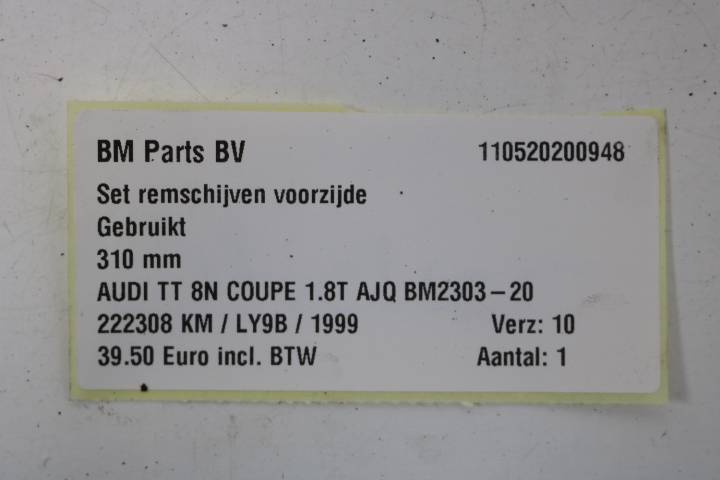 BM Parts BV 110520200948
Set remschijven voorzijde
Gebruikt
310 mm
AUDI TT 8N COUPE 1.8T AJQ BM2303-20
222308 KM / LY9B / 1999 Verz: 10
39.50 Euro incl. BTW Aantal: 1